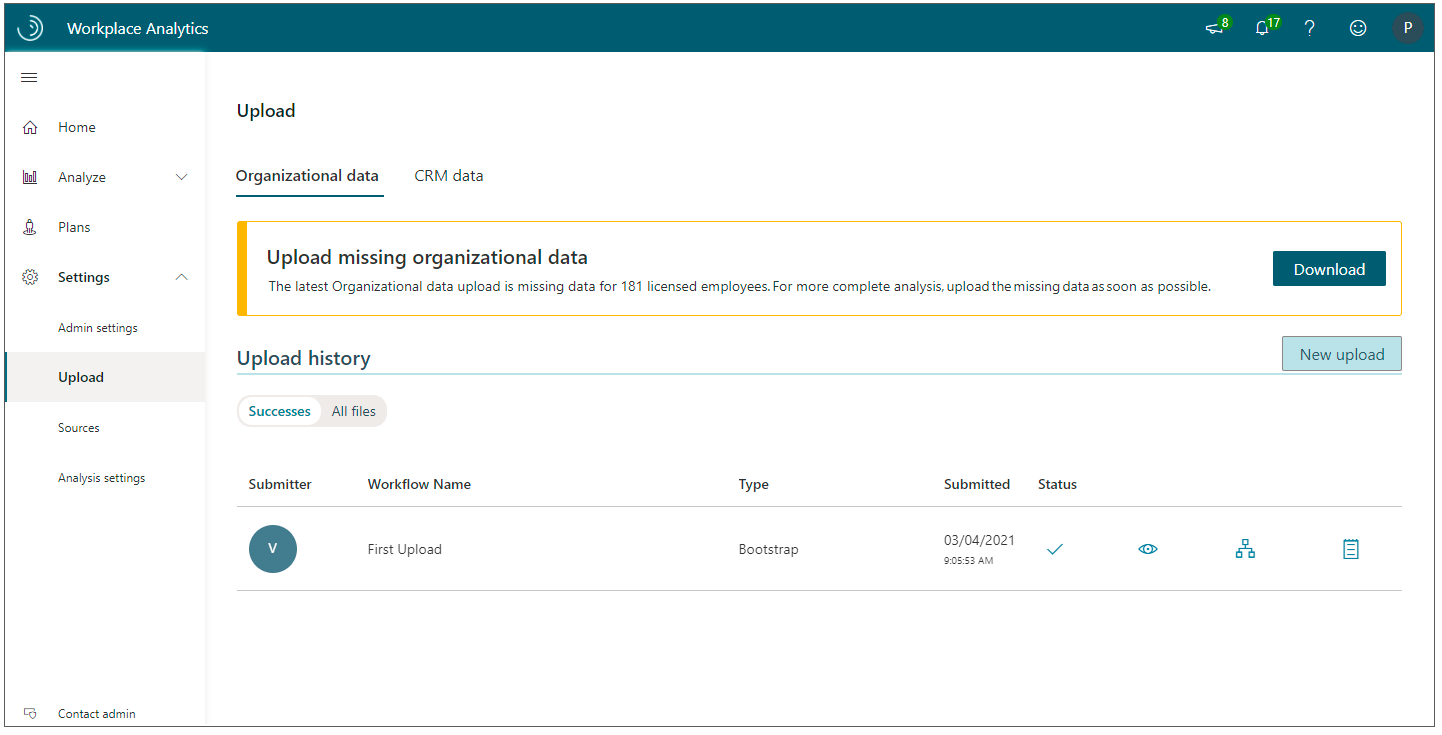 Workplace Analytics
8
17
?
P
Home
Analyze
Plans
Settings
Admin settings
Upload
Sources
Analysis settings
Contact admin
Upload
Organizational data
CRM data
Upload missing organizational data
The latest Organizational data upload is missing data for 181 licensed employees. For more complete analysis, upload the missing data as soon as possible.
Download
Upload history
New upload
Successes
All files
Submitter
Workflow Name
Type
Submitted
Status
V
First Upload
Bootstrap
03/04/2021
9:05:53 AM